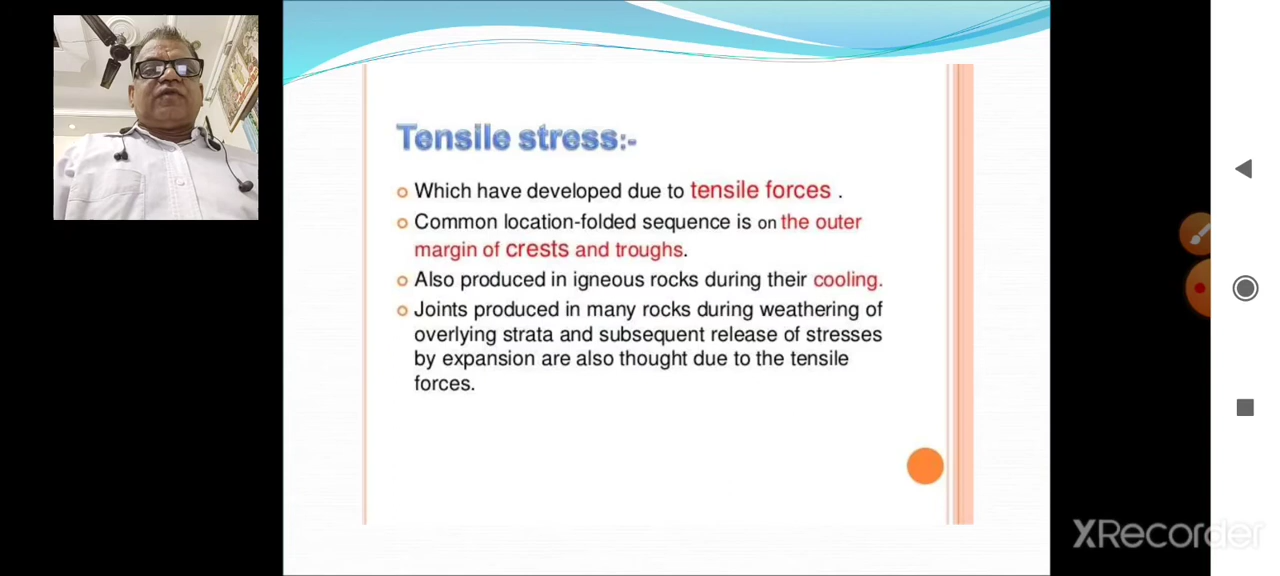 Tensile stress:-
Which have developed due to tensile forces .
Common location-folded sequence is on the outer
margin of crests and troughs.
Also produced in igneous rocks during their cooling.
Joints produced in many rocks during weathering of
overlying strata and subsequent release of stresses
by expansion are also thought due to the tensile
forces.
XRecorder